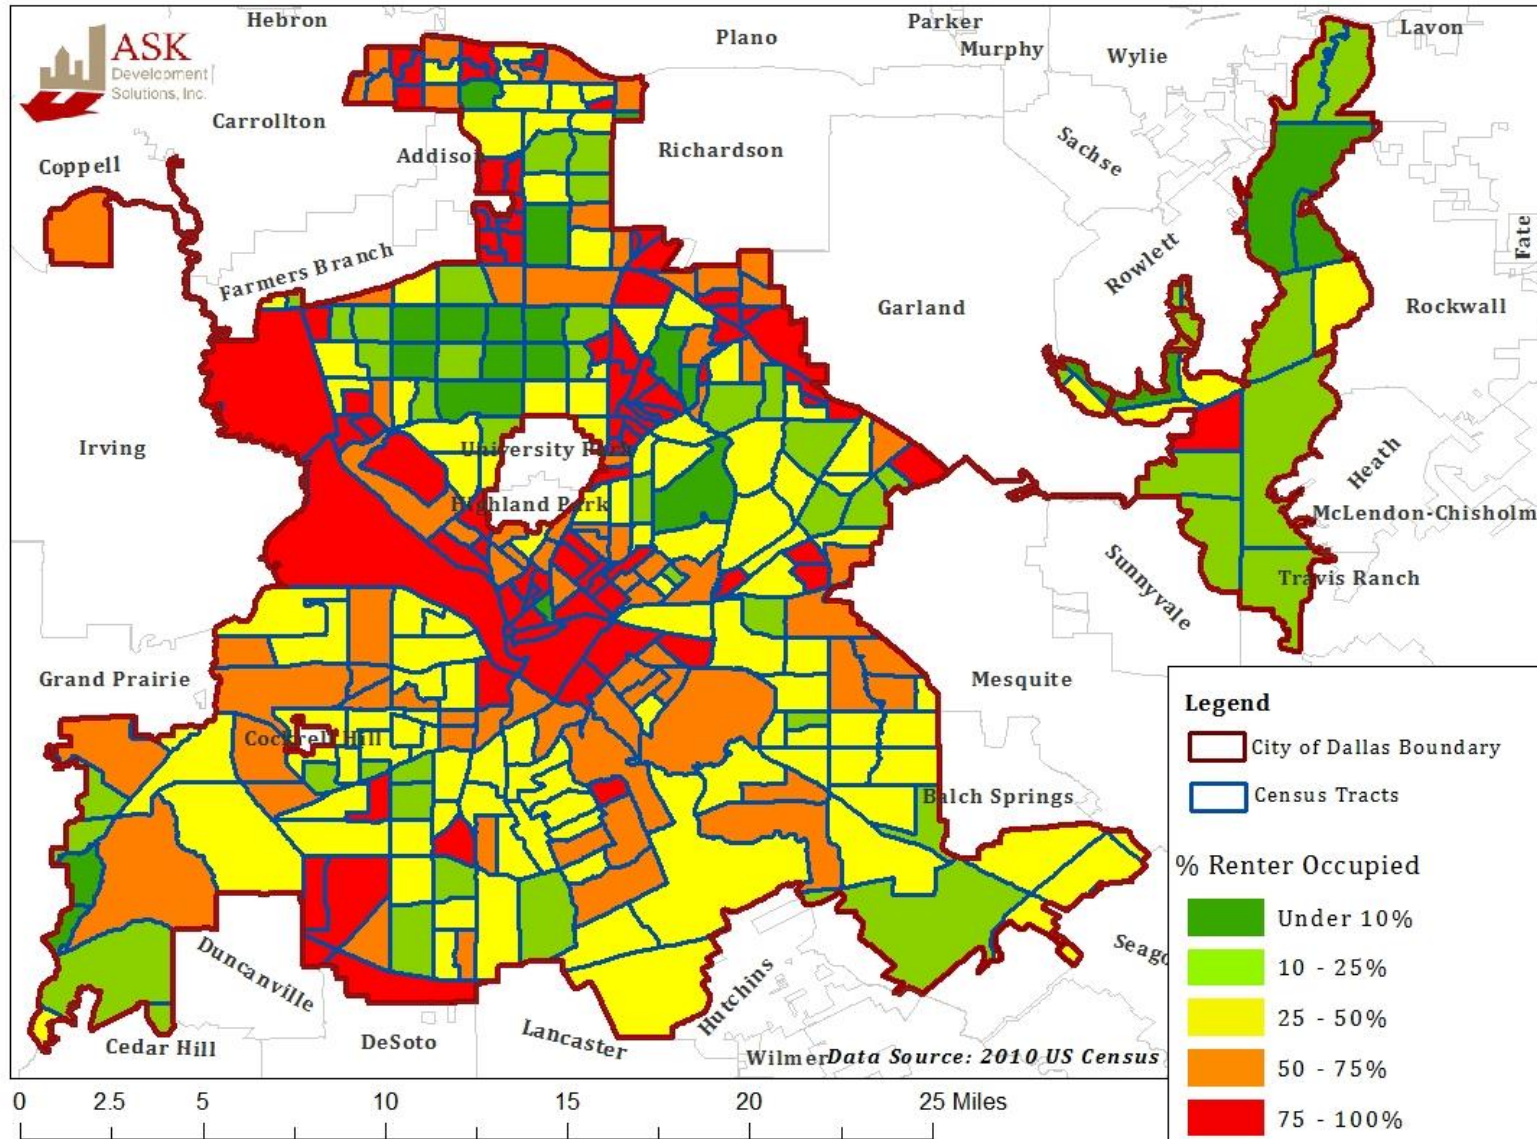 Hebron
Parker
Lavon
ASK
Development
Solutions, Inc.
Plano
Murphy
Wylie
Carrollton
Addison
Richardson
Sachse
Coppell
Farmers Branch
Rowlett
Fate
Garland
Rockwall
Irving
University Park
Heath
Highland Park
McLendon-Chisholm
Sunnyvale
Travis Ranch
Grand Prairie
Mesquite
Cockrell Hill
Balch Springs
Duncanville
Hutchins
Seago
Cedar Hill
DeSoto
Lancaster
Wilmer
Data Source: 2010 US Census
Legend
City of Dallas Boundary
Census Tracts
% Renter Occupied
Under 10%
10 - 25%
25 - 50%
50 - 75%
75 - 100%
0 2.5 5 10 15 20 25 Miles